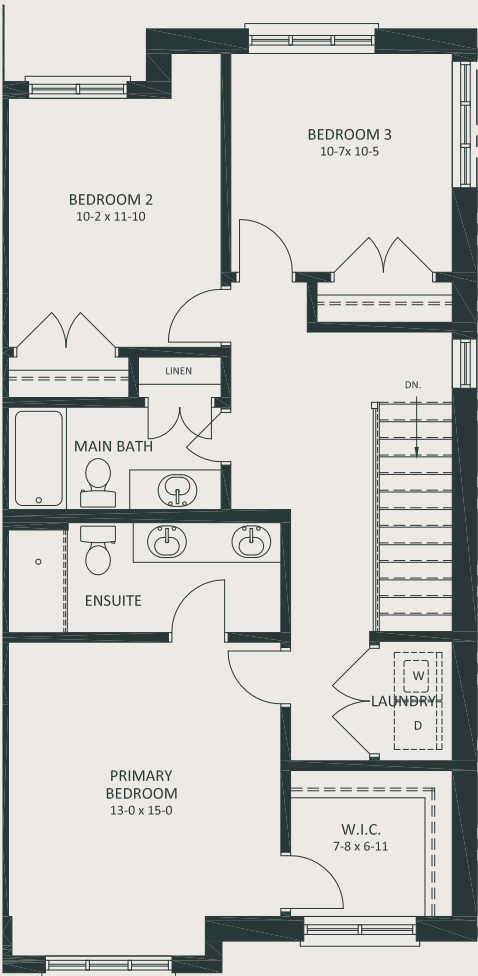 BEDROOM 3
10-7x 10-5
BEDROOM 2
10-2 x 11-10
LINEN
DN.
MAIN BATH
ENSUITE
W
LAUNDRY
D
PRIMARY
BEDROOM
13-0 x 15-0
W.I.C.
7-8 x 6-11